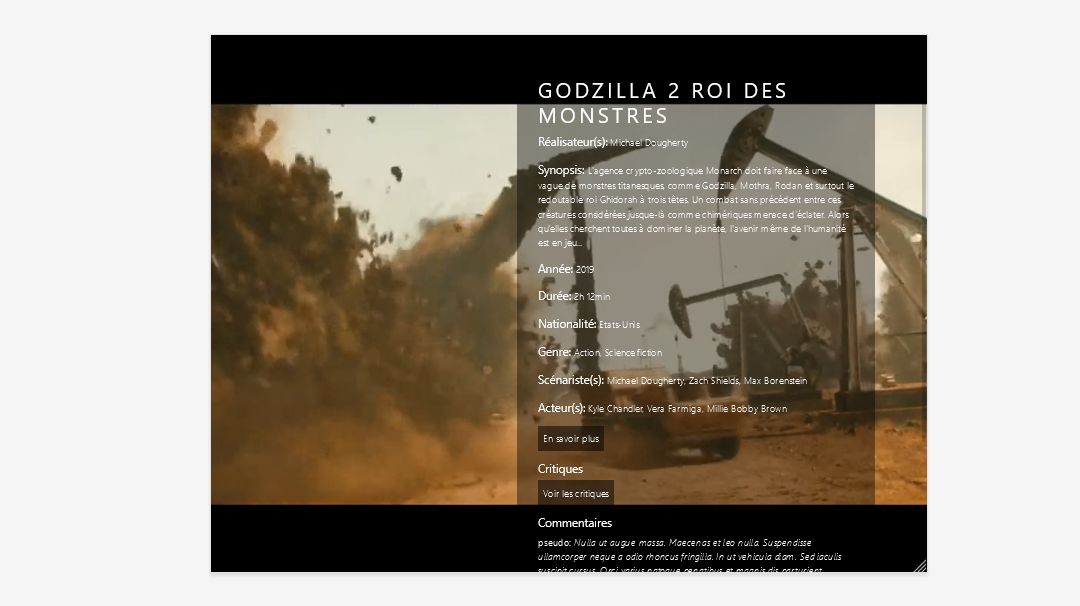 GODZILLA 2 ROI DES
MONSTRES
Réalisateur(s): Michael Dougherty
Synopsis: L'agence crypto-zoologique Monarch doit faire face à une
vague de monstres titanesques, comme Godzilla, Mothra, Rodan et surtout le
redoutable roi Ghidorah à trois têtes. Un combat sans précédent entre ces
créatures considérées jusque-là comme chimériques menace d'éclater. Alors
qu'elles cherchent toutes à dominer la planète, l'avenir même de l'humanité
est en jeu...
Année: 2019
Durée: 2h 12min
Nationalité: Etats-Unis
Genre: Action, Science fiction
Scénariste(s): Michael Dougherty, Zach Shields, Max Borenstein
Acteur(s): Kyle Chandler, Vera Farmiga, Millie Bobby Brown
En savoir plus
Critiques
Voir les critiques
Commentaires
pseudo: Nulla ut augue massa. Maecenas et leo nulla. Suspendisse
ullamcorper neque a odio rhoncus fringilla. In ut vehicula diam. Sed iaculis
suscipit cursus. Orci varius natoque penatibus et magnis dis parturient